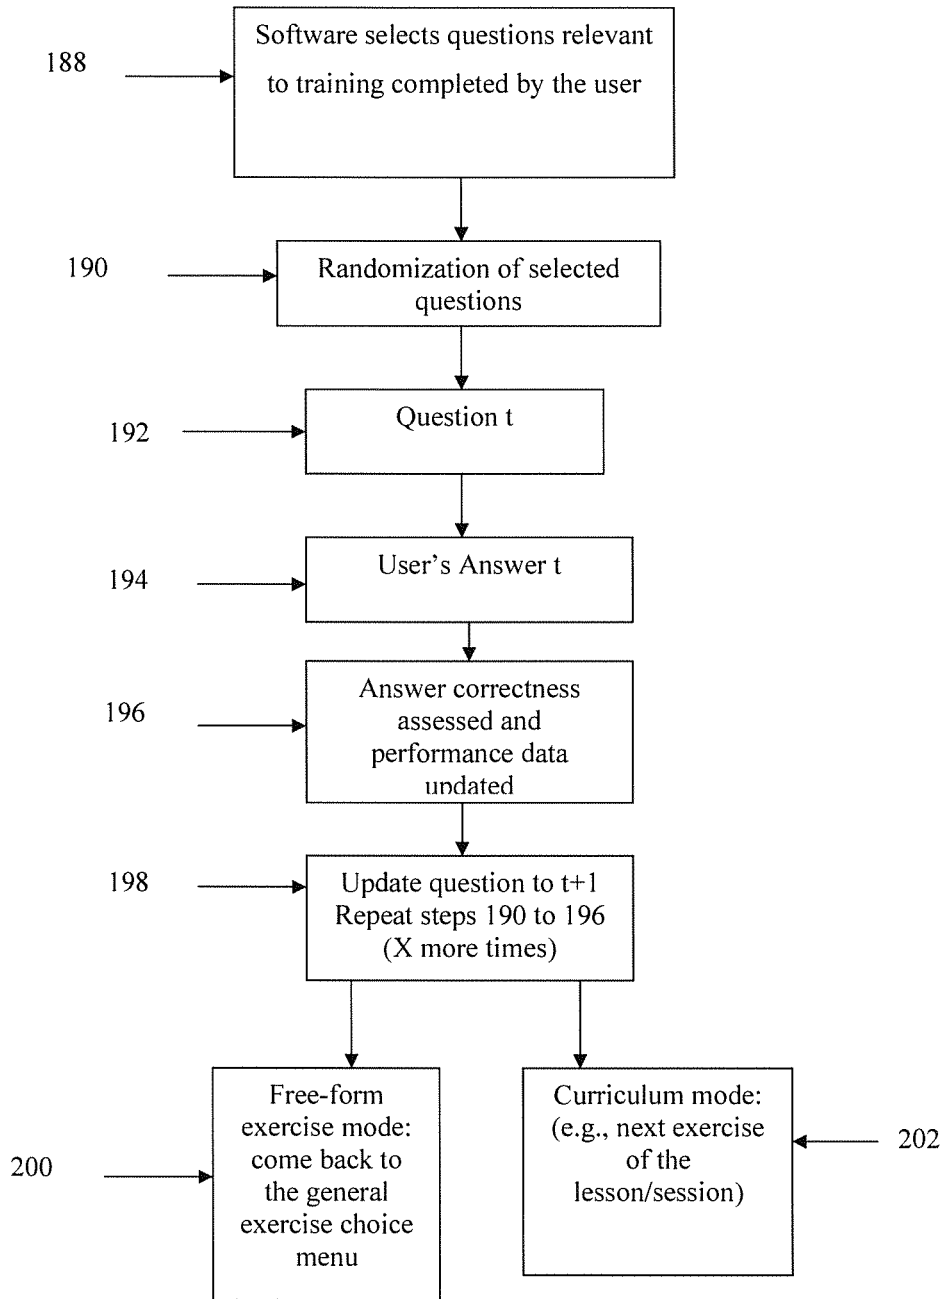 188
Software selects questions relevant
to training completed by the user
190
Randomization of selected
questions
192
Question t
194
User’s Answer t
196
Answer correctness
assessed and
performance data
updated
198
Update question to t+1
Repeat steps 190 to 196
(X more times)
200
Free-form
exercise mode:
come back to
the general
exercise choice
menu
Curriculum mode:
(e.g., next exercise
of the
lesson/session)
202